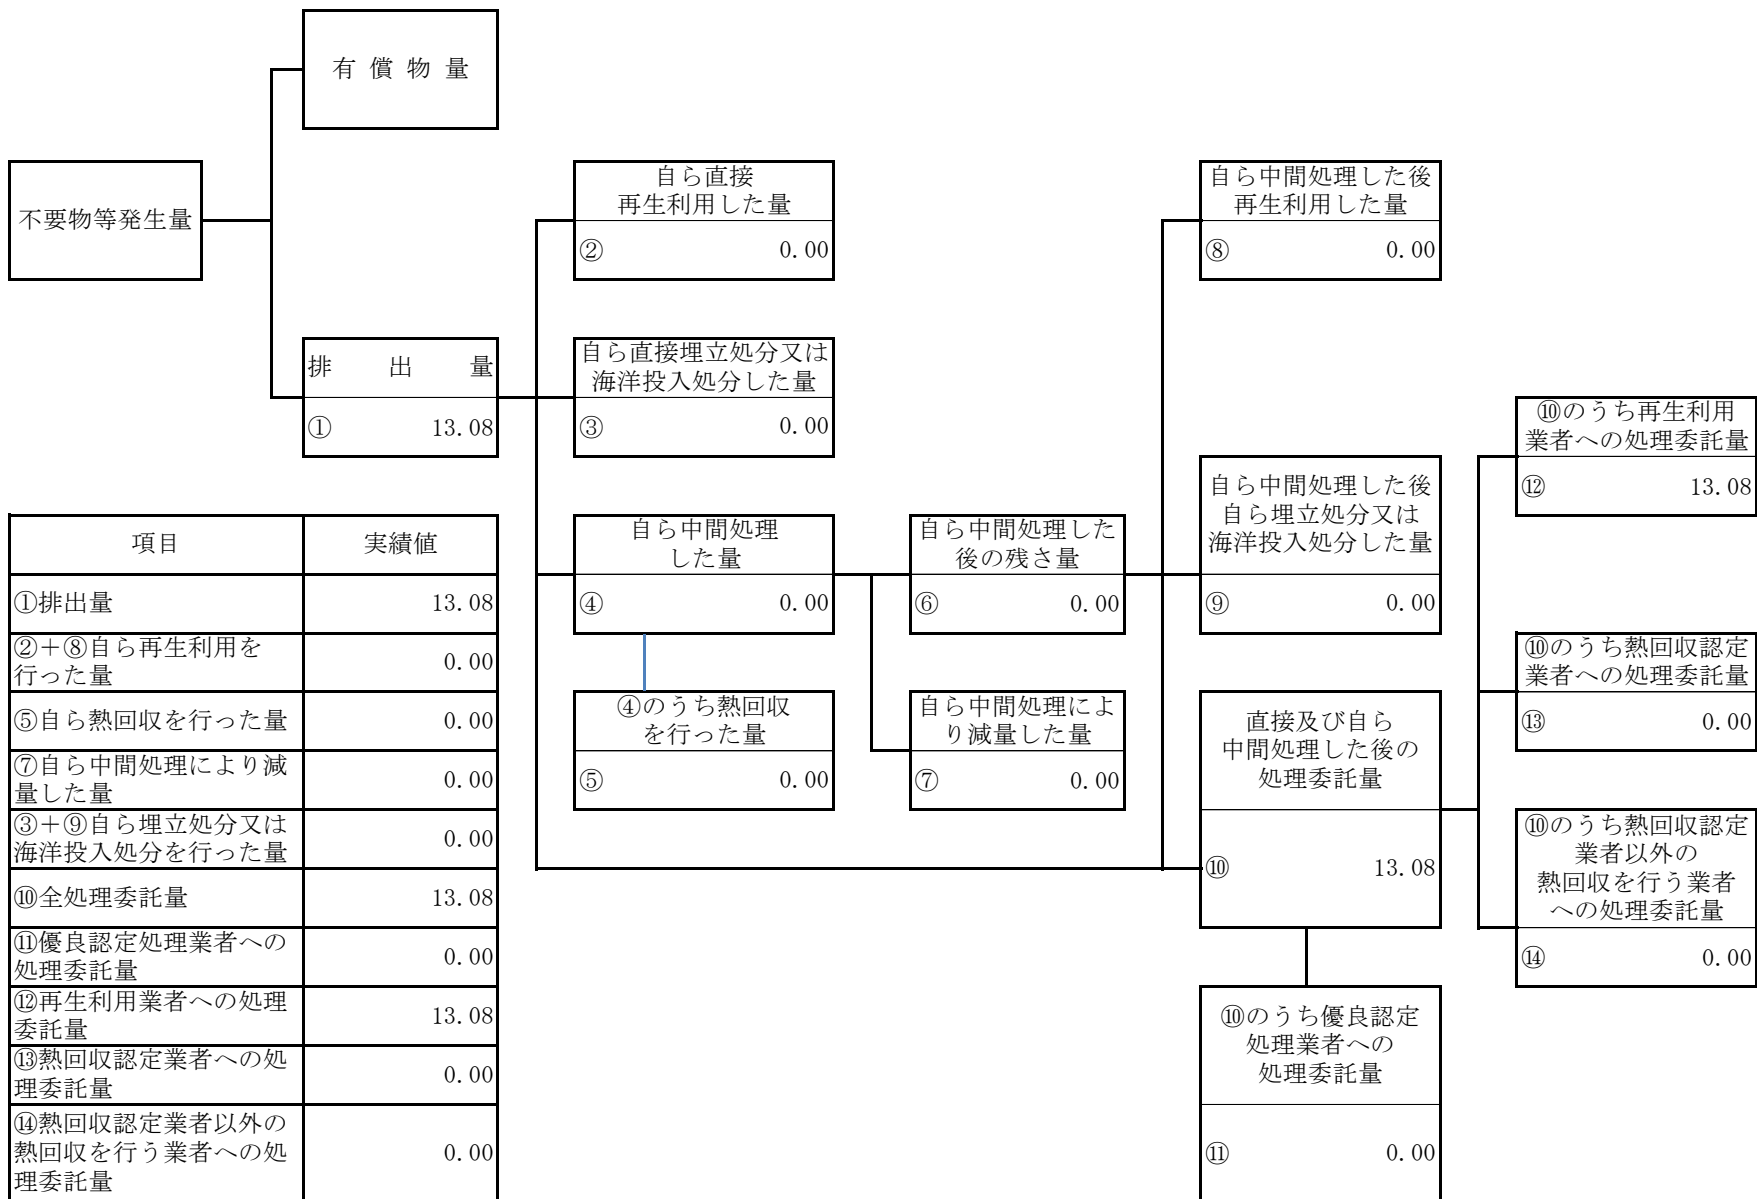 有償物量
不要物等発生量
自ら直接
再生利用した量
② 0.00
自ら中間処理した後
再生利用した量
⑧ 0.00
排出量
① 13.08
自ら直接埋立処分又は
海洋投入処分した量
③ 0.00
⑩のうち再生利用
業者への処理委託量
⑫ 13.08
自ら中間処理した後
自ら埋立処分又は
海洋投入処分した量
⑨ 0.00
自ら中間処理
した量
④ 0.00
自ら中間処理した
後の残さ量
⑥ 0.00
⑩のうち熱回収認定
業者への処理委託量
⑬ 0.00
④のうち熱回収
を行った量
⑤ 0.00
自ら中間処理によ
り減量した量
⑦ 0.00
直接及び自ら
中間処理した後の
処理委託量
⑩ 13.08
⑩のうち熱回収認定
業者以外の
熱回収を行う業者
への処理委託量
⑭ 0.00
⑩のうち優良認定
処理業者への
処理委託量
⑪ 0.00
項目 実績値
①排出量 13.08
②+⑧自ら再生利用を
行った量 0.00
⑤自ら熱回収を行った量 0.00
⑦自ら中間処理により減
量した量 0.00
③+⑨自ら埋立処分又は
海洋投入処分を行った量 0.00
⑩全処理委託量 13.08
⑪優良認定処理業者への
処理委託量 0.00
⑫再生利用業者への処理
委託量 13.08
⑬熱回収認定業者への処
理委託量 0.00
⑭熱回収認定業者以外の
熱回収を行う業者への処
理委託量 0.00